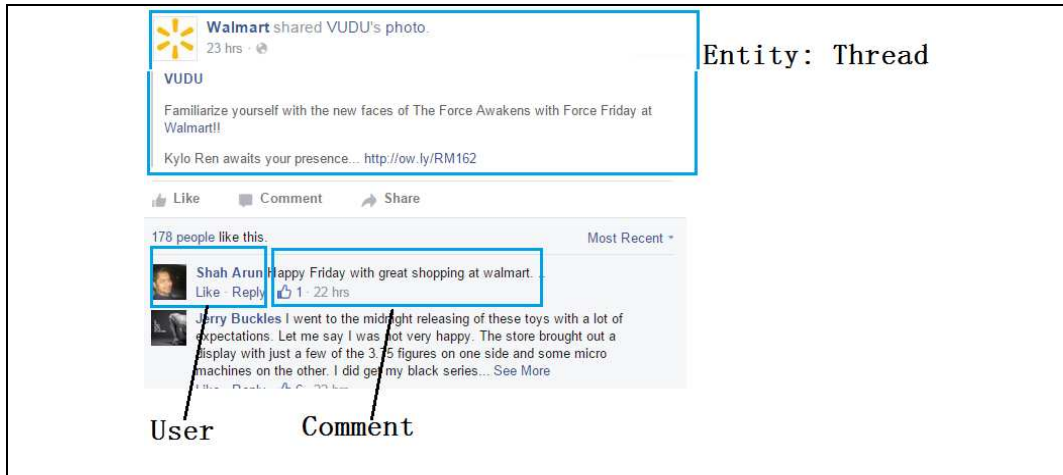 Walmart shared VUDU's photo.
23 hrs ·
Entity: Thread
VUDU
Familiarize yourself with the new faces of The Force Awakens with Force Friday at
Walmart!!
Kylo Ren awaits your presence... http://ow.ly/RM162
Like Comment Share
178 people like this. Most Recent
Shah Arun Happy Friday with great shopping at walmart. ..
Like · Reply · 1 · 22 hrs
Jerry Buckles I went to the midnight releasing of these toys with a lot of
expectations. Let me say I was not very happy. The store brought out a
display with just a few of the 3.75 figures on one side and some micro
machines on the other. I did get my black series... See More
Like · Reply · 6 · 22 hrs
User Comment